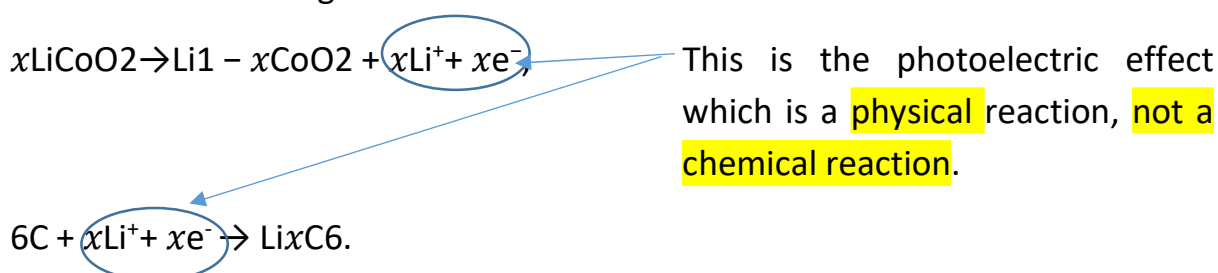 𝑥LiCoO2→Li1 − 𝑥CoO2 + 𝑥Li⁺+ 𝑥e⁻,
This is the photoelectric effect
which is a physical reaction, not a
chemical reaction.
6C + 𝑥Li⁺+ 𝑥e⁻→ Li𝑥C6.